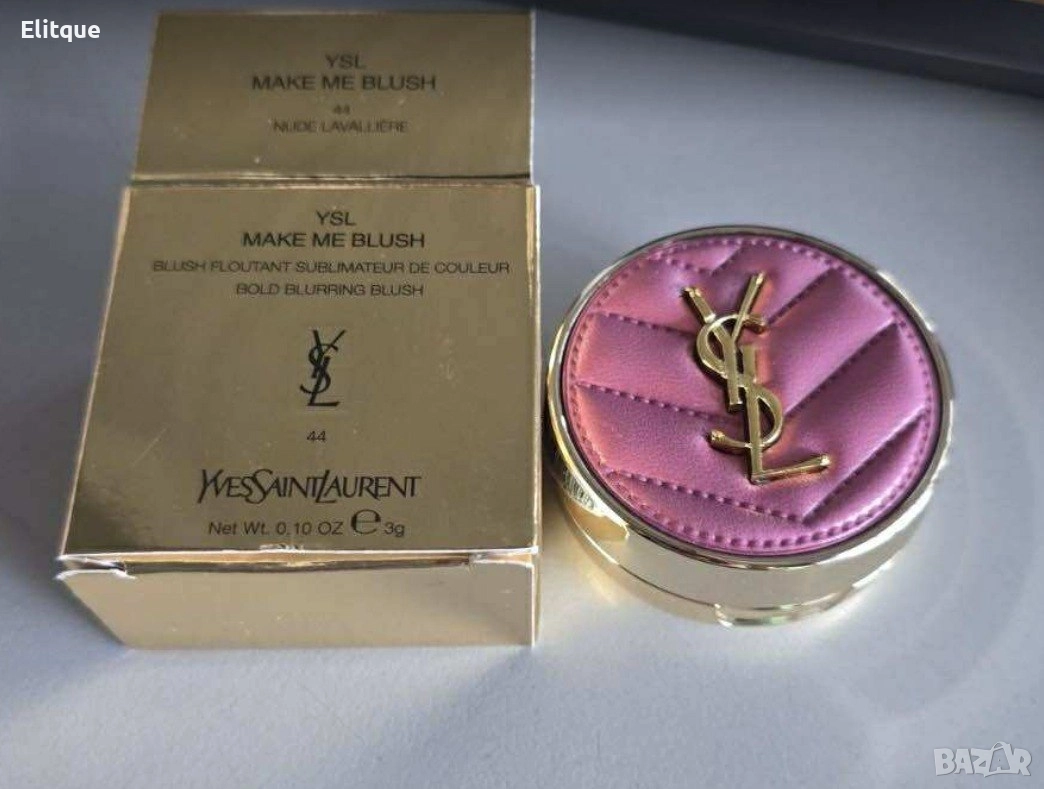 Elitque
YSL
MAKE ME BLUSH
44
NUDE LAVALLIÈRE
YSL
MAKE ME BLUSH
BLUSH FLOUTANT SUBLIMATEUR DE COULEUR
BOLD BLURRING BLUSH
YSL
44
YVESSAINTLAURENT
Net Wt. 0.10 OZ ℮ 3g
YSL
BAZAR